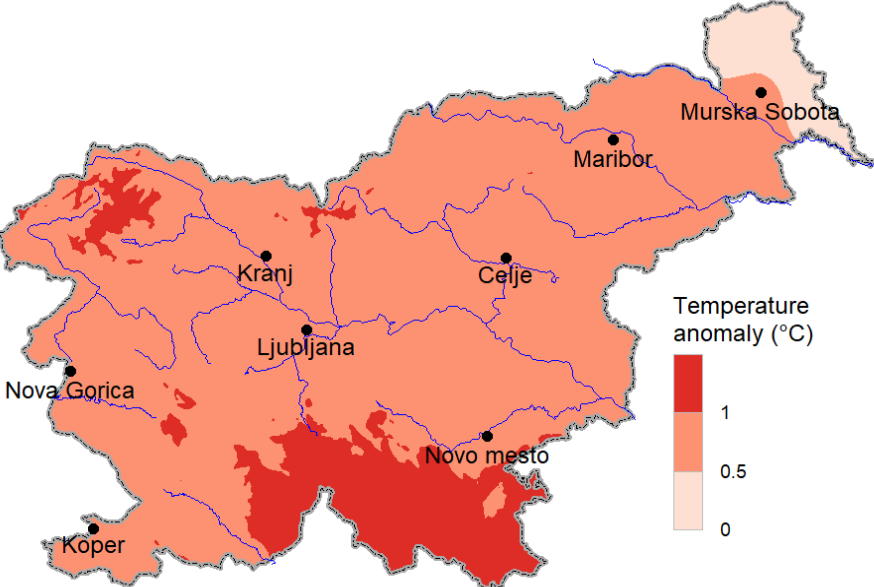 Murska Sobota
Maribor
Kranj
Celje
Temperature
anomaly (°C)
Ljubljana
Nova Gorica
1
Novo mesto
0.5
0
Koper